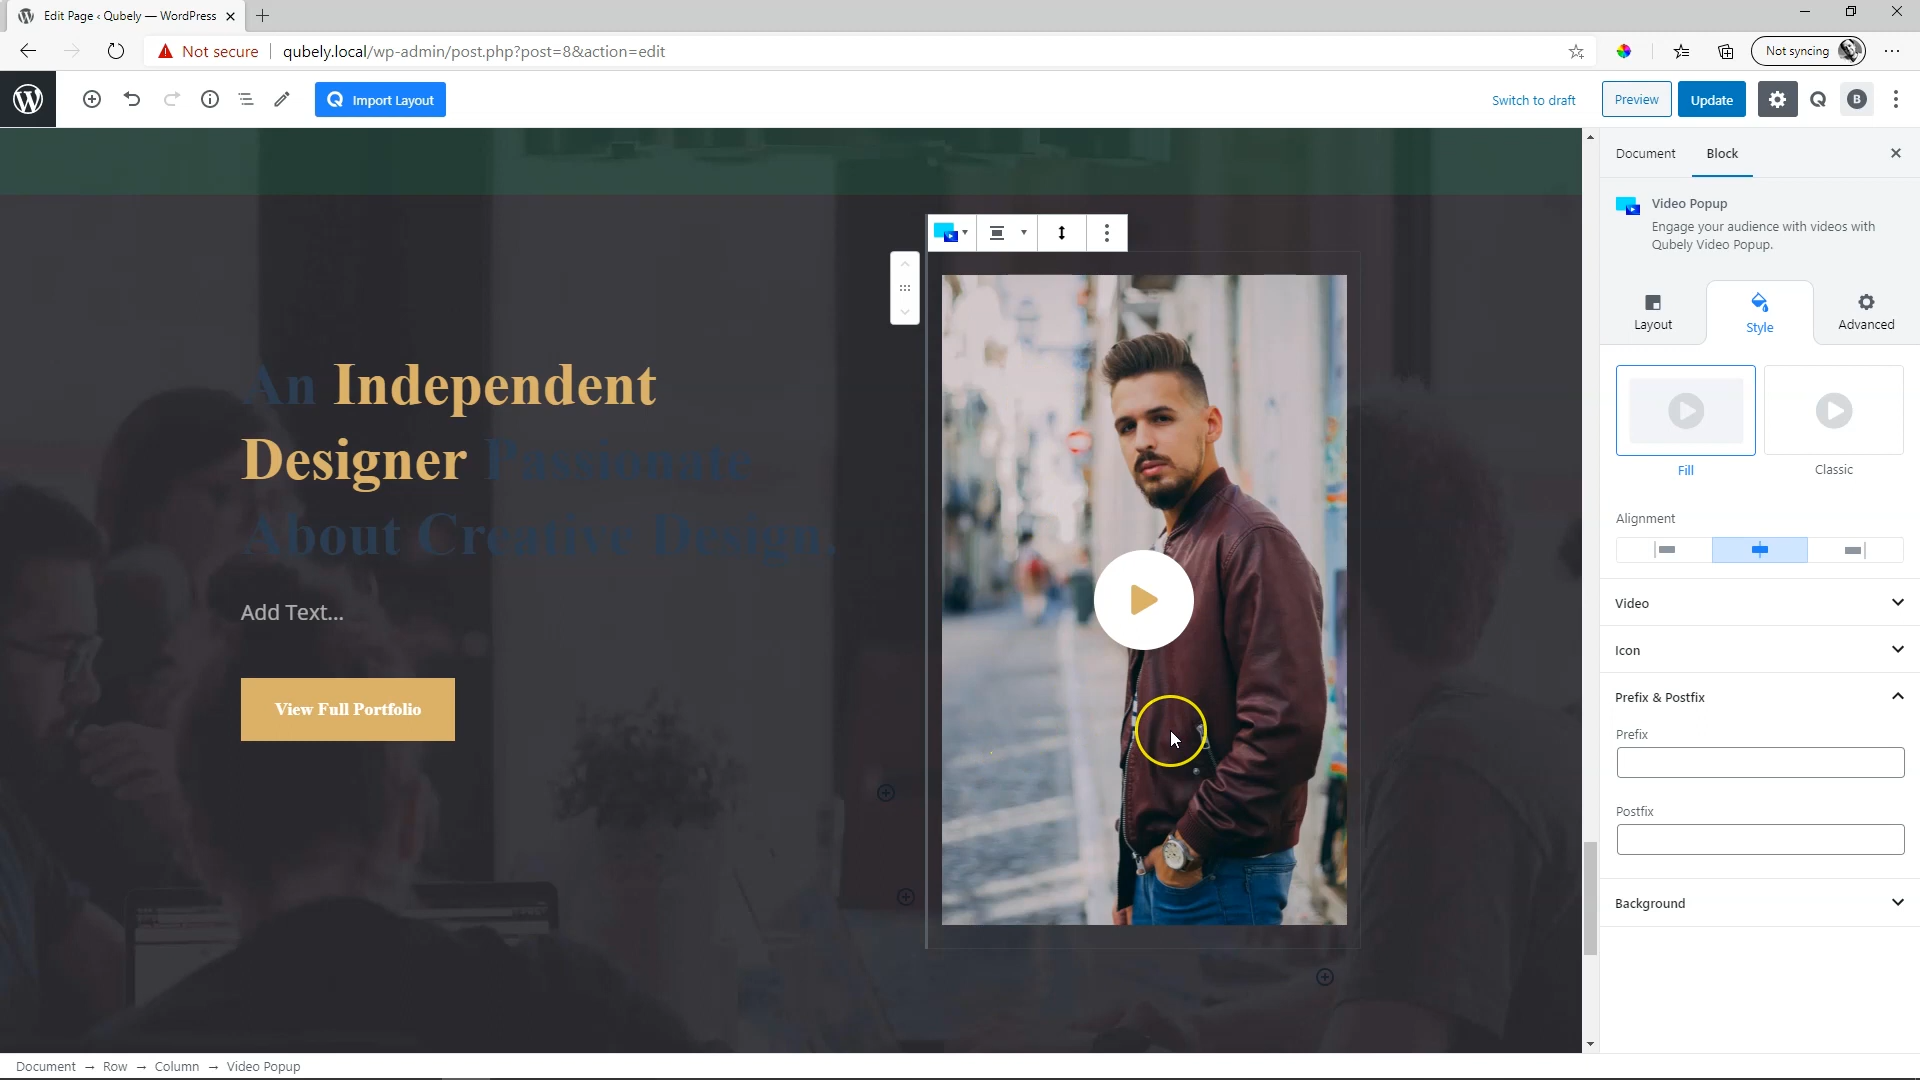 Edit Page ‹ Qubely — WordPress
Not secure
qubely.local/wp-admin/post.php?post=8&action=edit
Not syncing
Import Layout
Switch to draft
Preview
Update
B
Document
Block
Video Popup
Engage your audience with videos with
Qubely Video Popup.
Layout
Style
Advanced
Fill
Classic
Alignment
Video
Icon
Prefix & Postfix
Prefix
Postfix
Background
An Independent
Designer Passionate
About Creative Design.
Add Text...
View Full Portfolio
Document → Row → Column → Video Popup